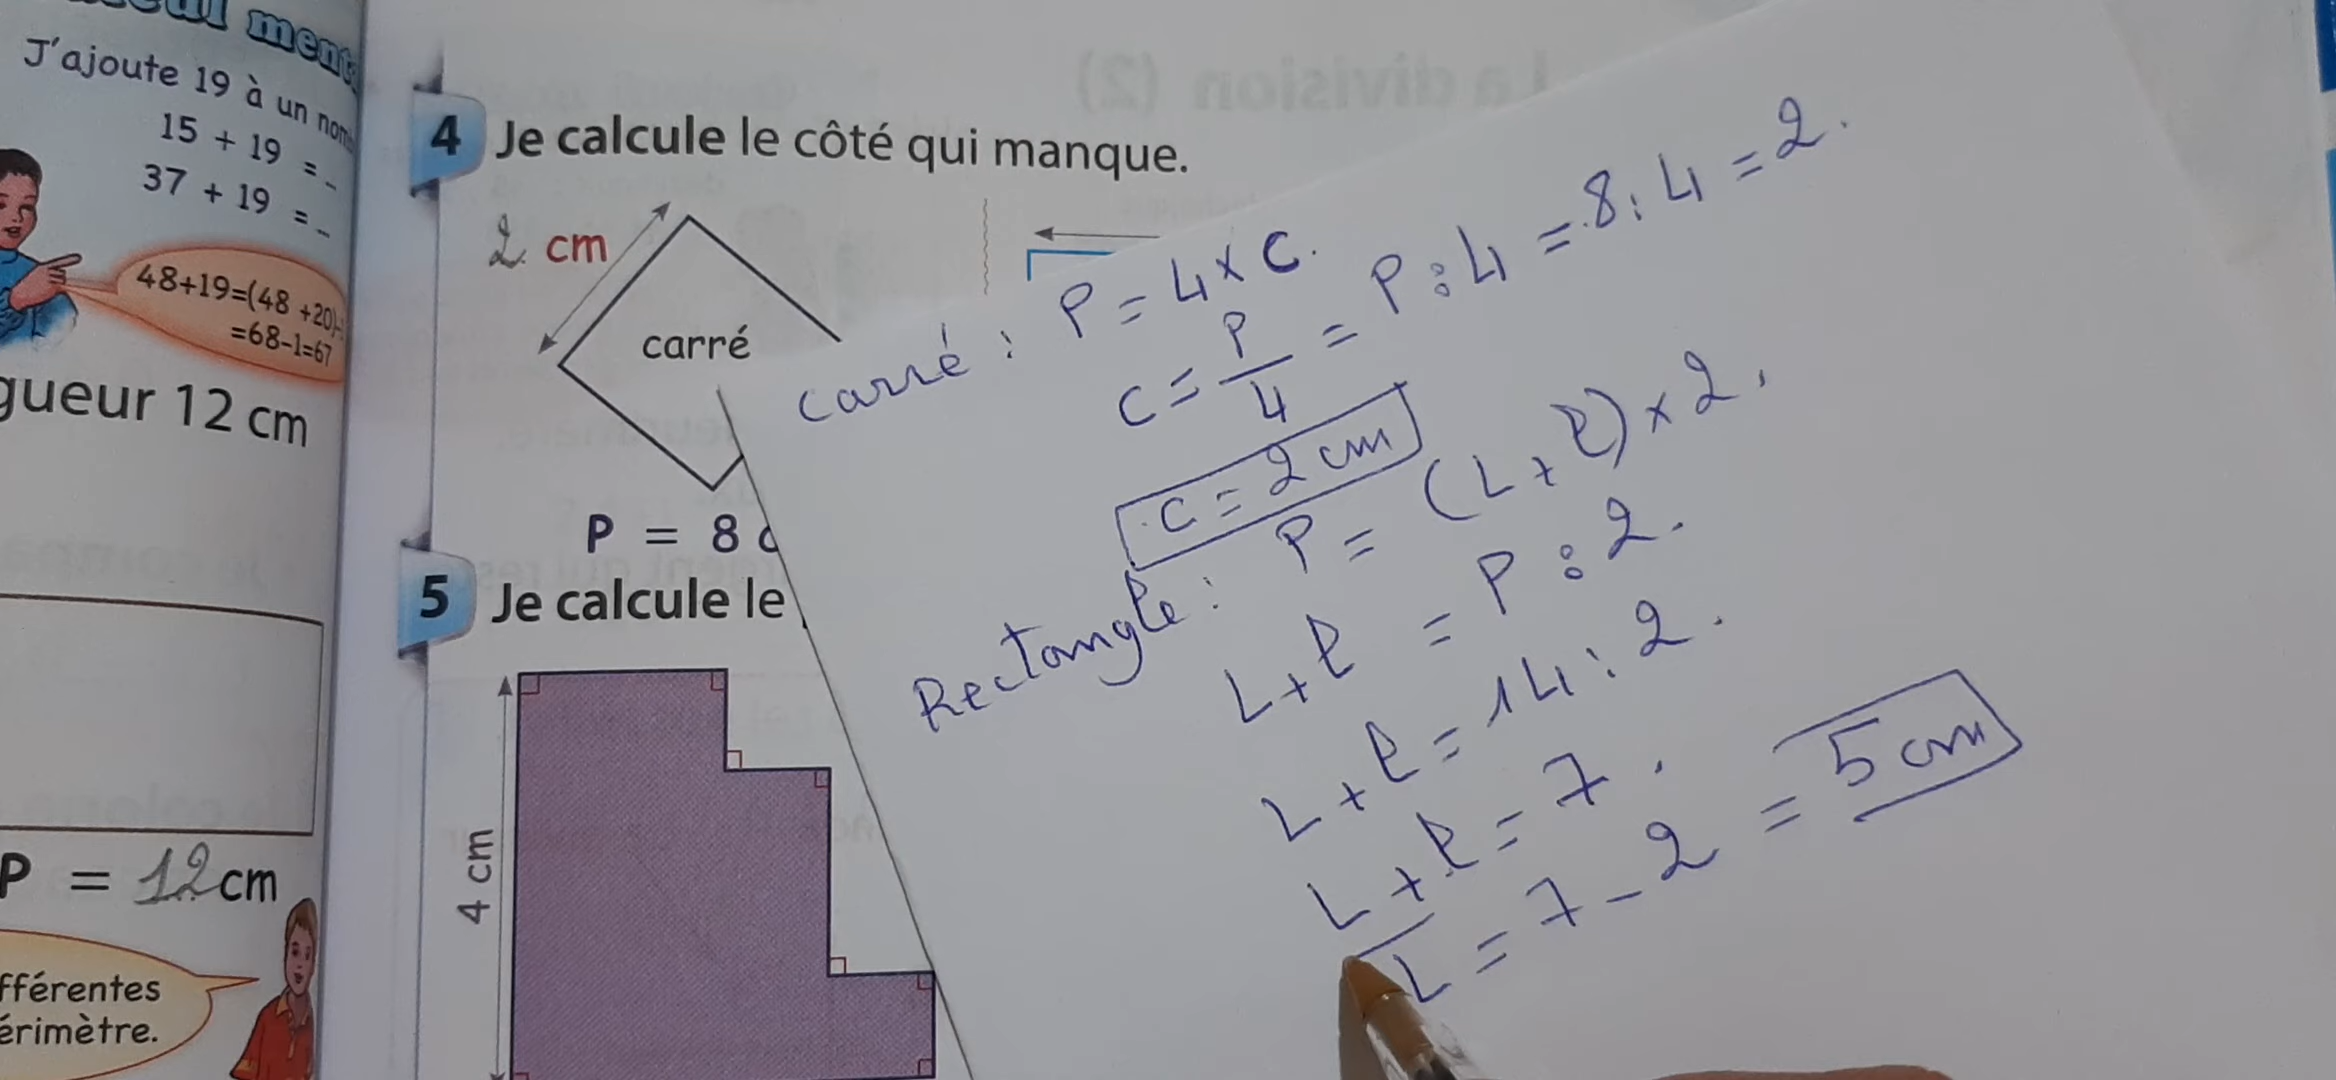 J'ajoute 19 à un
15 + 19 = _
37 + 19 = _
48+19=(48 +20)-
=68-1=67
gueur 12 cm
P = 12 cm
fférentes
érimètre.
4 Je calcule le côté qui manque.
2 cm
carré
P = 8 c
5 Je calcule le
4 cm
La division (2)
Carré : P = 4 x C.
C = P/4 = P : 4 = 8 : 4 = 2.
C = 2 cm
Rectangle : P = (L + l) x 2.
L + l = P : 2.
L + l = 14 : 2.
L + l = 7.
L = 7 - 2 = 5 cm